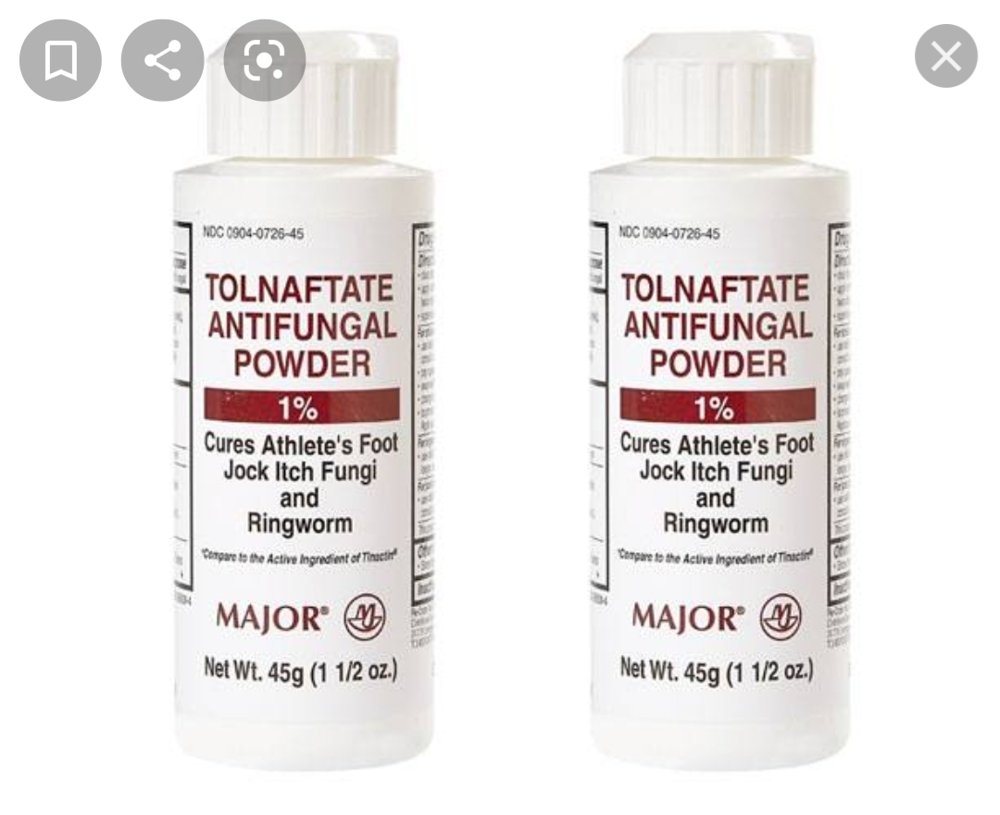 NDC 0904-0726-45
TOLNAFTATE
ANTIFUNGAL
POWDER
1%
Cures Athlete's Foot
Jock Itch Fungi
and
Ringworm
*Compare to the Active Ingredient of Tinactin®
MAJOR®
Net Wt. 45g (1 1/2 oz.)
NDC 0904-0726-45
TOLNAFTATE
ANTIFUNGAL
POWDER
1%
Cures Athlete's Foot
Jock Itch Fungi
and
Ringworm
*Compare to the Active Ingredient of Tinactin®
MAJOR®
Net Wt. 45g (1 1/2 oz.)